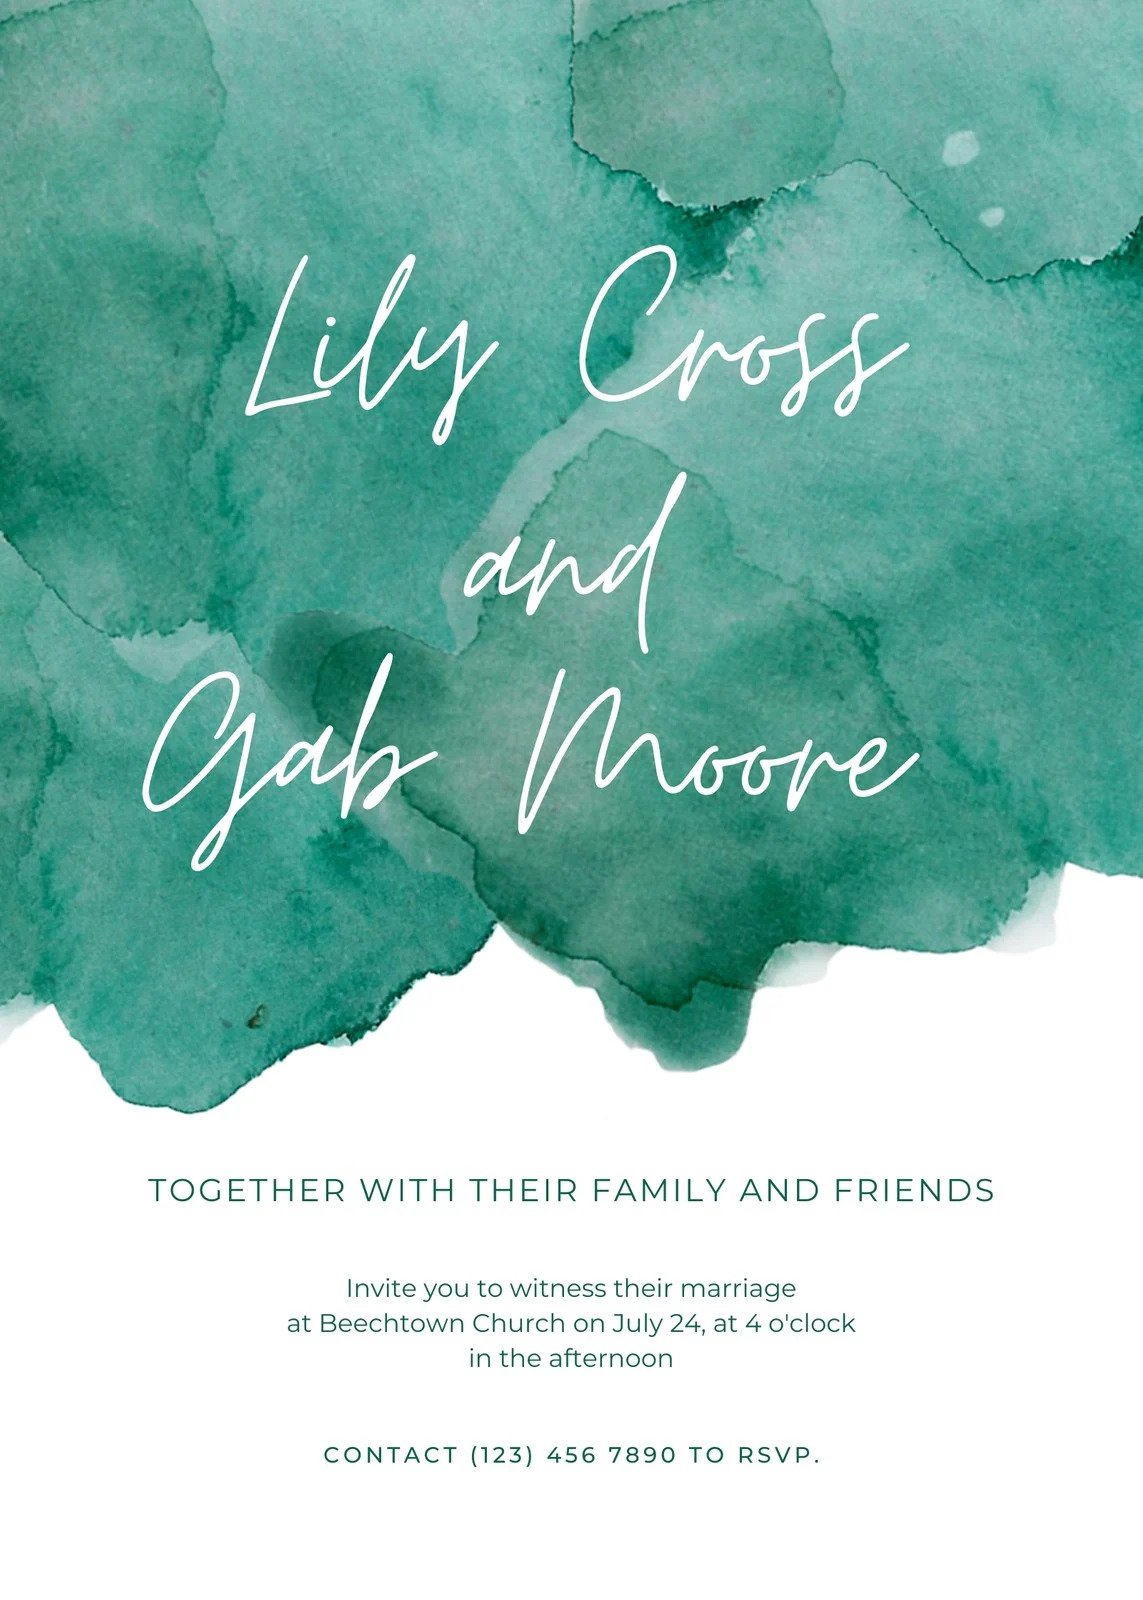 Lily Cross
and
Gab Moore
TOGETHER WITH THEIR FAMILY AND FRIENDS
Invite you to witness their marriage
at Beechtown Church on July 24, at 4 o'clock
in the afternoon
CONTACT (123) 456 7890 TO RSVP.